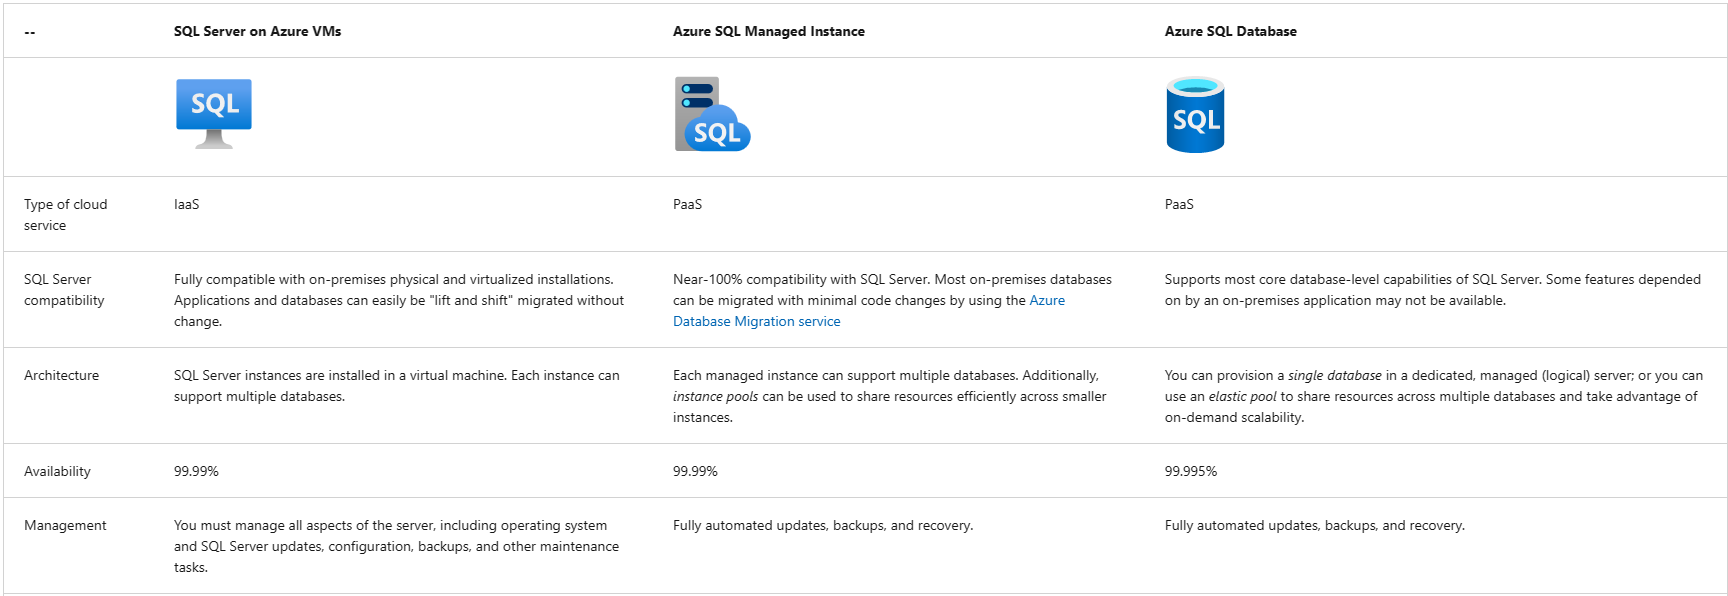 --
SQL Server on Azure VMs
Azure SQL Managed Instance
Azure SQL Database
SQL
SQL
SQL
Type of cloud
service
IaaS
PaaS
PaaS
SQL Server
compatibility
Fully compatible with on-premises physical and virtualized installations.
Applications and databases can easily be "lift and shift" migrated without
change.
Near-100% compatibility with SQL Server. Most on-premises databases
can be migrated with minimal code changes by using the Azure
Database Migration service
Supports most core database-level capabilities of SQL Server. Some features depended
on by an on-premises application may not be available.
Architecture
SQL Server instances are installed in a virtual machine. Each instance can
support multiple databases.
Each managed instance can support multiple databases. Additionally,
instance pools can be used to share resources efficiently across smaller
instances.
You can provision a single database in a dedicated, managed (logical) server; or you can
use an elastic pool to share resources across multiple databases and take advantage of
on-demand scalability.
Availability
99.99%
99.99%
99.995%
Management
You must manage all aspects of the server, including operating system
and SQL Server updates, configuration, backups, and other maintenance
tasks.
Fully automated updates, backups, and recovery.
Fully automated updates, backups, and recovery.